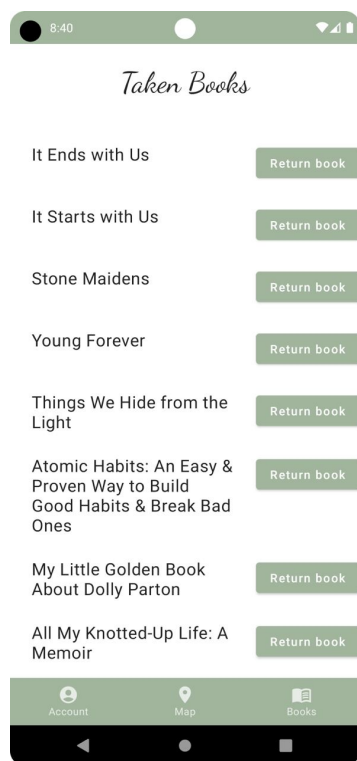 8:40
Taken Books
It Ends with Us
Return book
It Starts with Us
Return book
Stone Maidens
Return book
Young Forever
Return book
Things We Hide from the
Light
Return book
Atomic Habits: An Easy &
Proven Way to Build
Good Habits & Break Bad
Ones
Return book
My Little Golden Book
About Dolly Parton
Return book
All My Knotted-Up Life: A
Memoir
Return book
Account
Map
Books